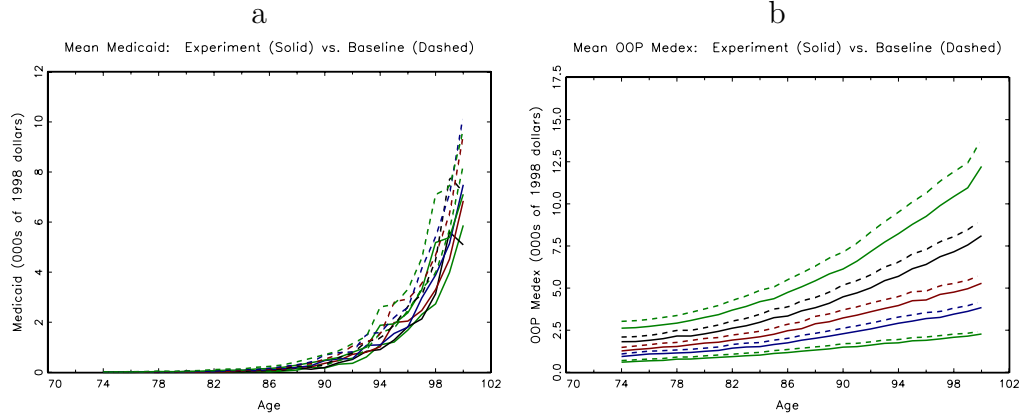 a
Mean Medicaid: Experiment (Solid) vs. Baseline (Dashed)
Medicaid (000s of 1998 dollars)
12
10
8
6
4
2
0
70 74 78 82 86 90 94 98 102
Age
b
Mean OOP Medex: Experiment (Solid) vs. Baseline (Dashed)
OOP Medex (000s of 1998 dollars)
17.5
15.0
12.5
10.0
7.5
5.0
2.5
0.0
70 74 78 82 86 90 94 98 102
Age